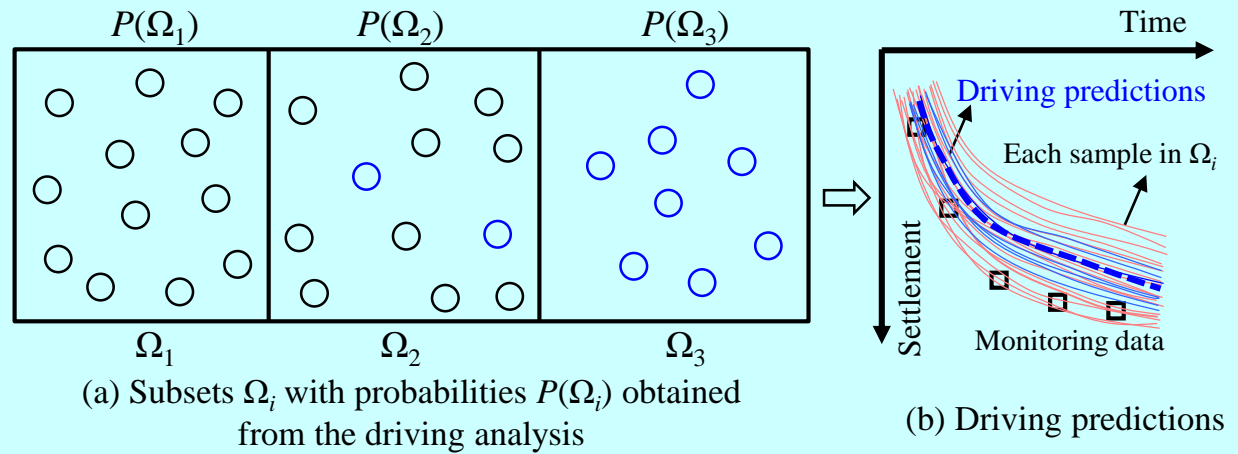 P(Ω₁) P(Ω₂) P(Ω₃)
Ω₁ Ω₂ Ω₃
(a) Subsets Ωᵢ with probabilities P(Ωᵢ) obtained
from the driving analysis
Time
Driving predictions
Each sample in Ωᵢ
Settlement
Monitoring data
(b) Driving predictions